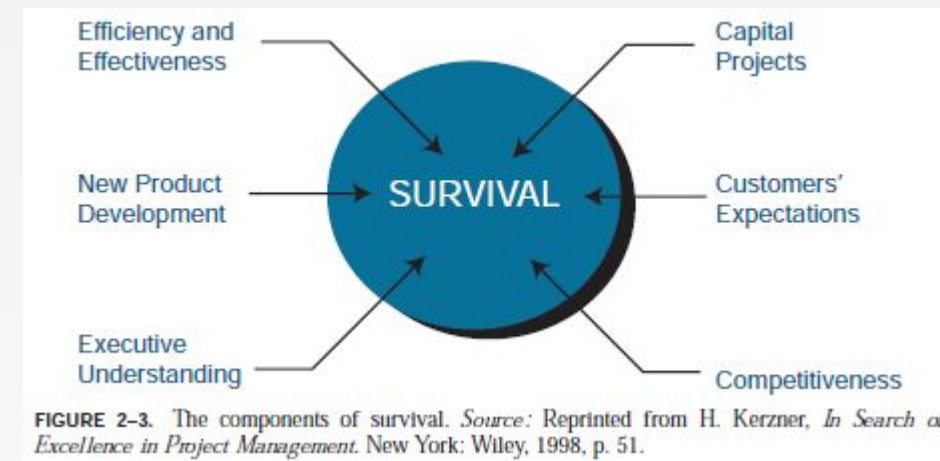 Efficiency and
Effectiveness
Capital
Projects
New Product
Development
SURVIVAL
Customers’
Expectations
Executive
Understanding
Competitiveness
FIGURE 2–3. The components of survival. Source: Reprinted from H. Kerzner, In Search
Excellence in Project Management. New York: Wiley, 1998, p. 51.